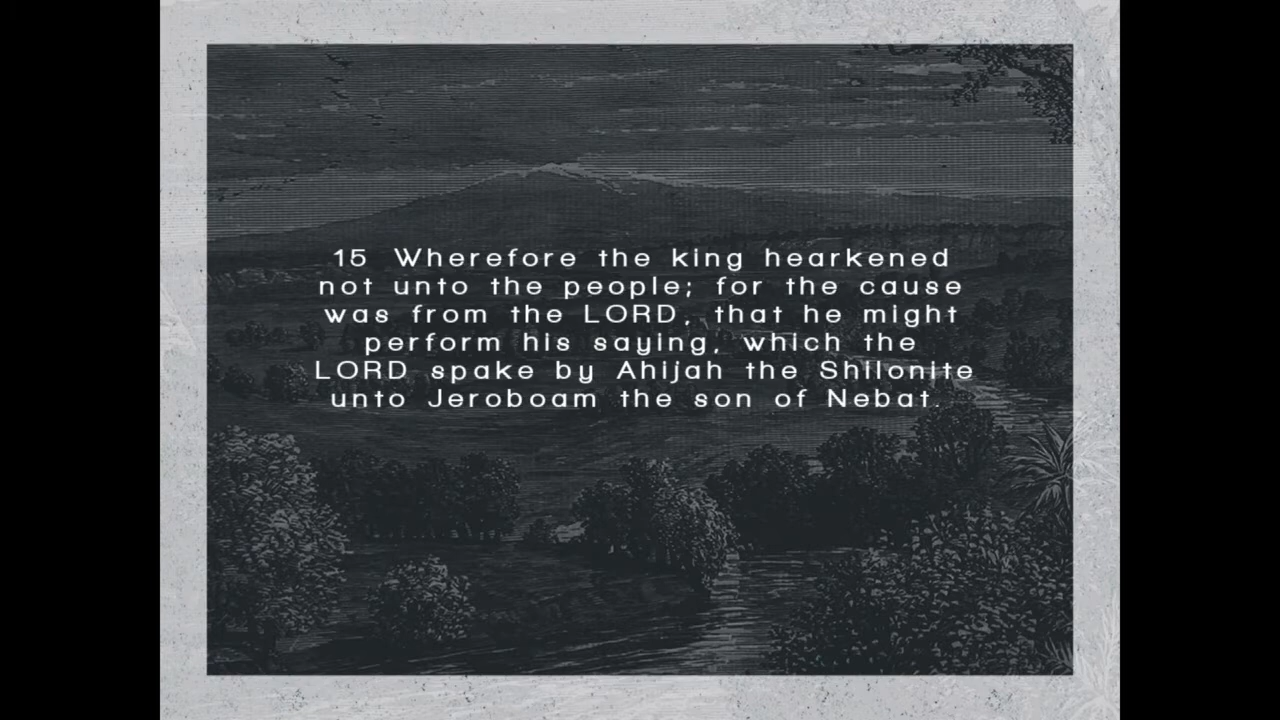 15 Wherefore the king hearkened
not unto the people; for the cause
was from the LORD, that he might
perform his saying, which the
LORD spake by Ahijah the Shilonite
unto Jeroboam the son of Nebat.